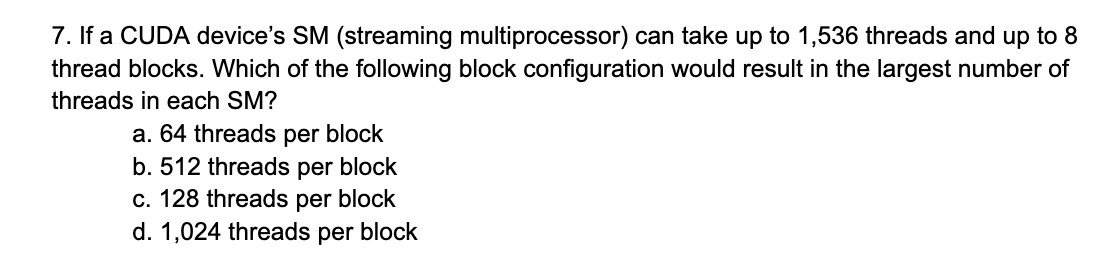 7. If a CUDA device’s SM (streaming multiprocessor) can take up to 1,536 threads and up to 8
thread blocks. Which of the following block configuration would result in the largest number of
threads in each SM?
a. 64 threads per block
b. 512 threads per block
c. 128 threads per block
d. 1,024 threads per block